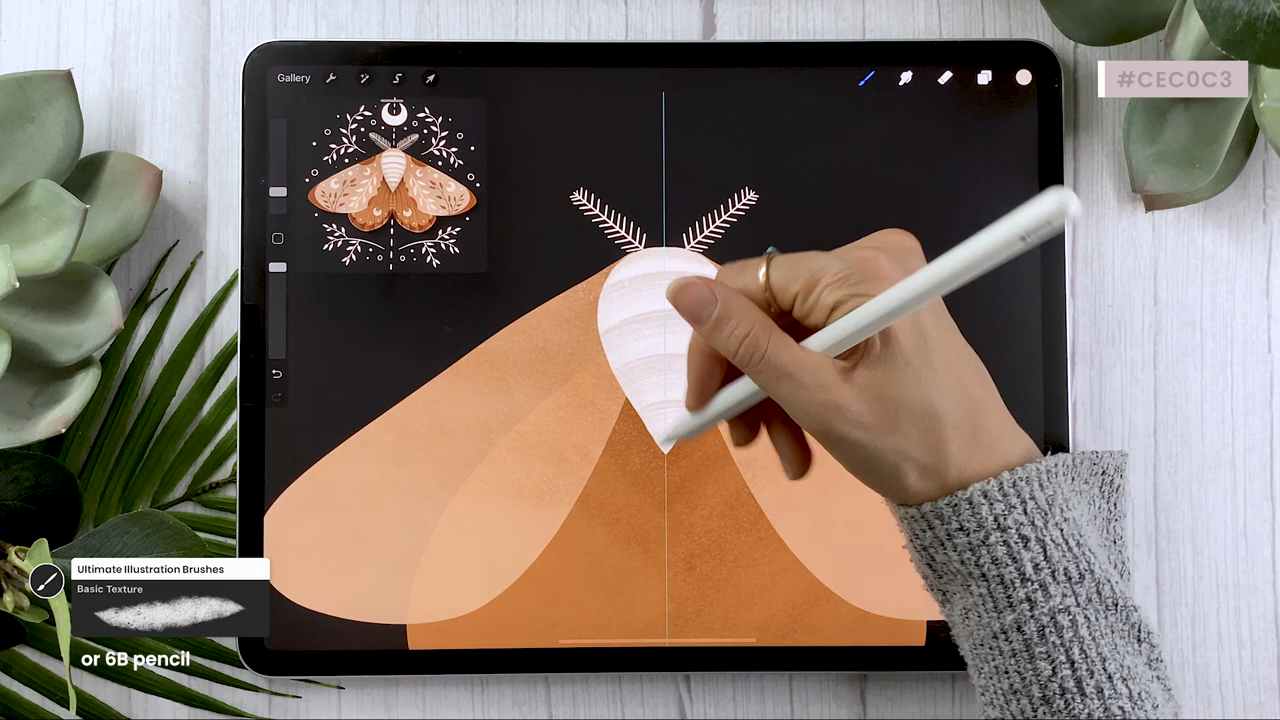 Gallery
#CEC0C3
Ultimate Illustration Brushes
Basic Texture
or 6B pencil